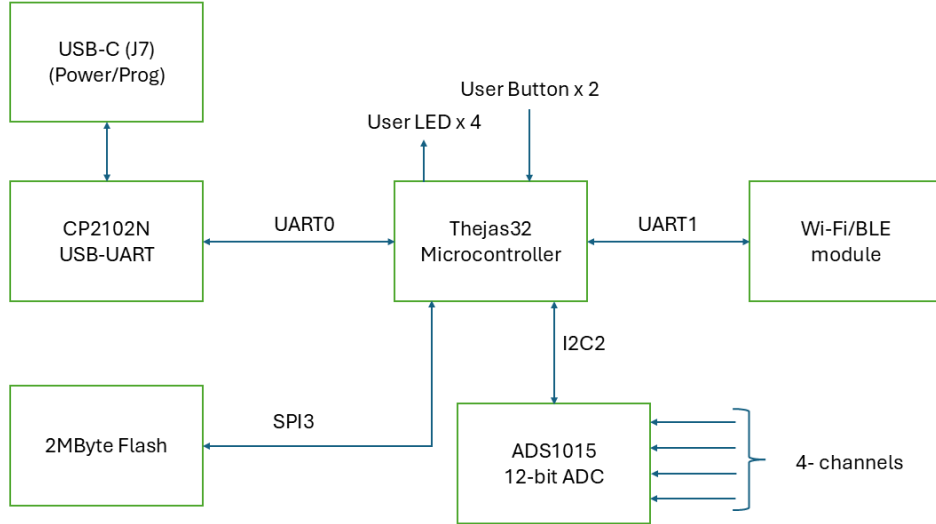 USB-C (J7)
(Power/Prog)
User Button x 2
User LED x 4
CP2102N
USB-UART
UART0
Thejas32
Microcontroller
UART1
Wi-Fi/BLE
module
I2C2
2MByte Flash
SPI3
ADS1015
12-bit ADC
4- channels